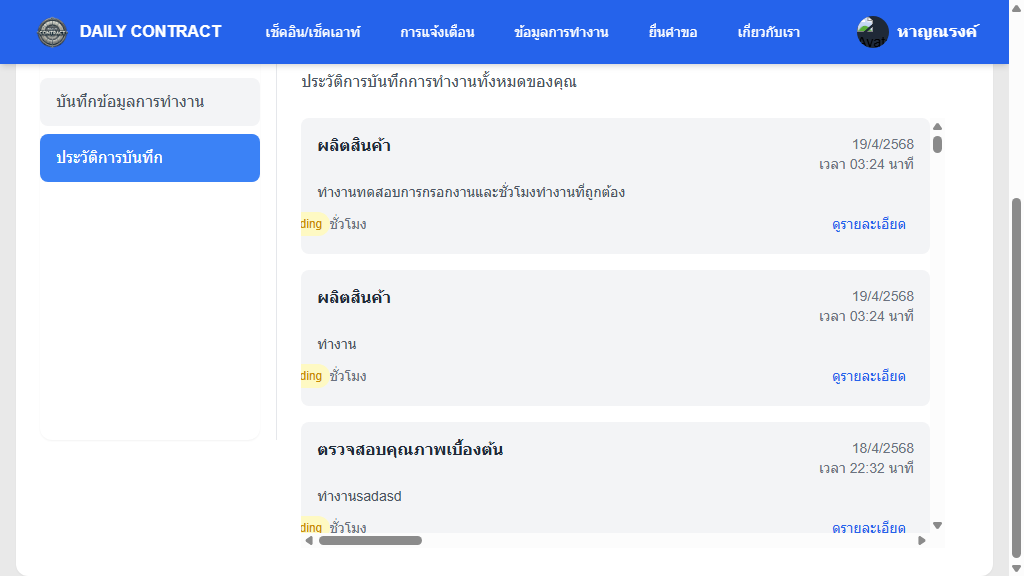 DAILY CONTRACT
เช็คอิน/เช็คเอาท์
การแจ้งเตือน
ข้อมูลการทำงาน
ยื่นคำขอ
เกี่ยวกับเรา
หาญณรงค์
บันทึกข้อมูลการทำงาน
ประวัติการบันทึก
ประวัติการบันทึกการทำงานทั้งหมดของคุณ
ผลิตสินค้า
19/4/2568
เวลา 03:24 นาที
ทำงานทดสอบการกรอกงานและชั่วโมงทำงานที่ถูกต้อง
ding ชั่วโมง
ดูรายละเอียด
ผลิตสินค้า
19/4/2568
เวลา 03:24 นาที
ทำงาน
ding ชั่วโมง
ดูรายละเอียด
ตรวจสอบคุณภาพเบื้องต้น
18/4/2568
เวลา 22:32 นาที
ทำงานsadasd
ding ชั่วโมง
ดูรายละเอียด